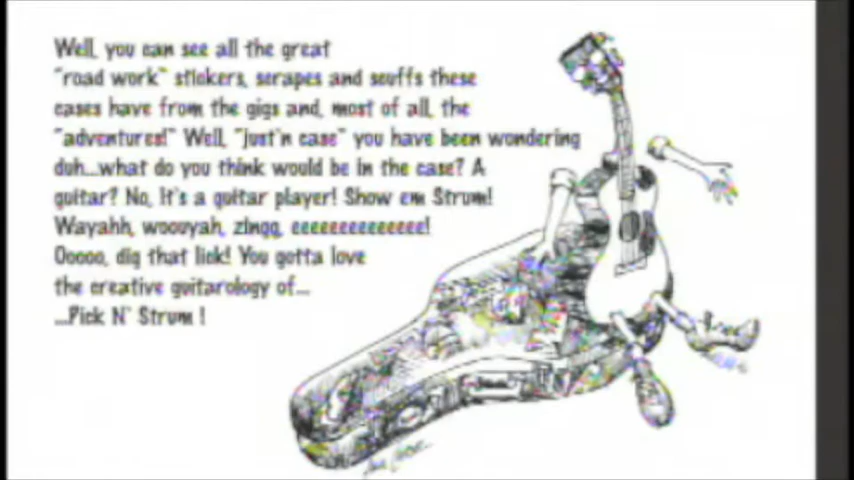 Well, you can see all the great
"road work" stickers, scrapes and scuffs these
cases have from the gigs and, most of all, the
"adventures!" Well, "just'n case" you have been wondering
duh...what do you think would be in the case? A
guitar? No, It's a guitar player! Show em Strum!
Wayahh, woouyah, zingg, eeeeeeeeeeeeee!
Ooooo, dig that lick! You gotta love
the creative guitarology of...
...Pick N' Strum !